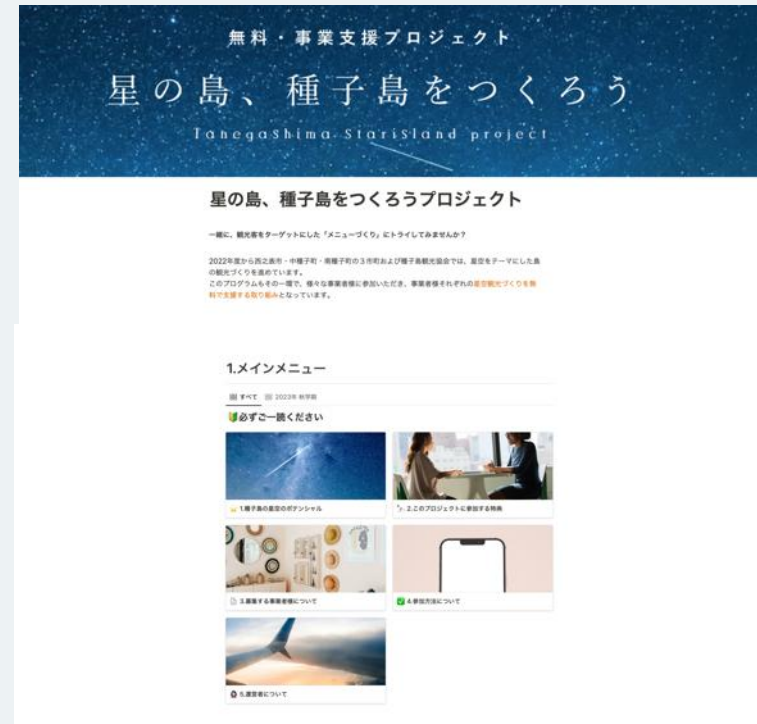 無料・事業支援プロジェクト
星の島、種子島をつくろう
Tanegashima StariSland project
星の島、種子島をつくろうプロジェクト
一緒に、観光客をターゲットにした「メニューづくり」にトライしてみませんか？
2022年度から西之表市・中種子町・南種子町の３市町および種子島観光協会では、星空をテーマにした島
の観光づくりを進めています。
このプログラムもその一環で、様々な事業者様に参加いただき、事業者様それぞれの星空観光づくりを無
料で支援する取り組みとなっています。
1.メインメニュー
すべて 2023年 秋学期
必ずご一読ください
1.種子島の星空のポテンシャル
2.このプロジェクトに参加する特典
3.募集する事業者様について
4.参加方法について
5.運営者について